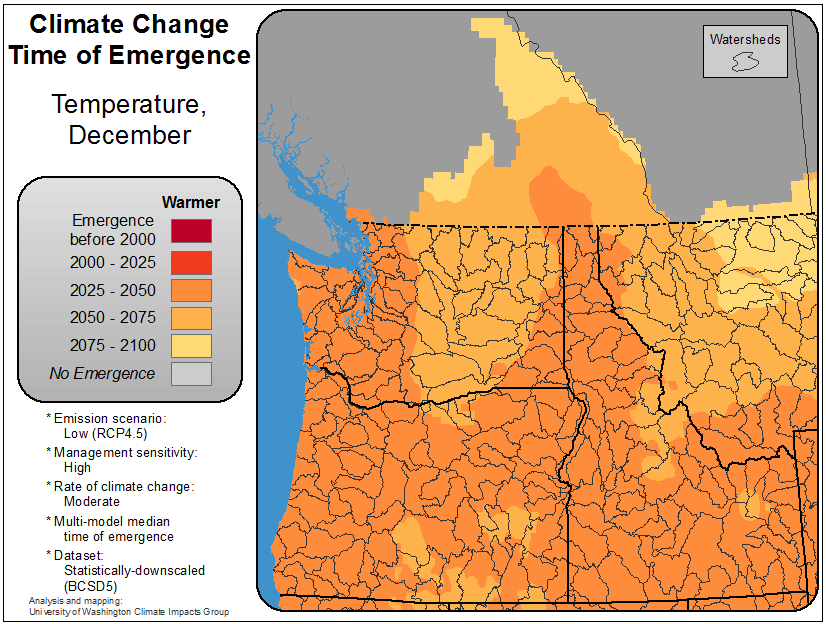 Climate Change
Time of Emergence
Temperature,
December
Warmer
Emergence
before 2000
2000 - 2025
2025 - 2050
2050 - 2075
2075 - 2100
No Emergence
* Emission scenario:
Low (RCP4.5)
* Management sensitivity:
High
* Rate of climate change:
Moderate
* Multi-model median
time of emergence
* Dataset:
Statistically-downscaled
(BCSD5)
Analysis and mapping:
University of Washington Climate Impacts Group
Watersheds